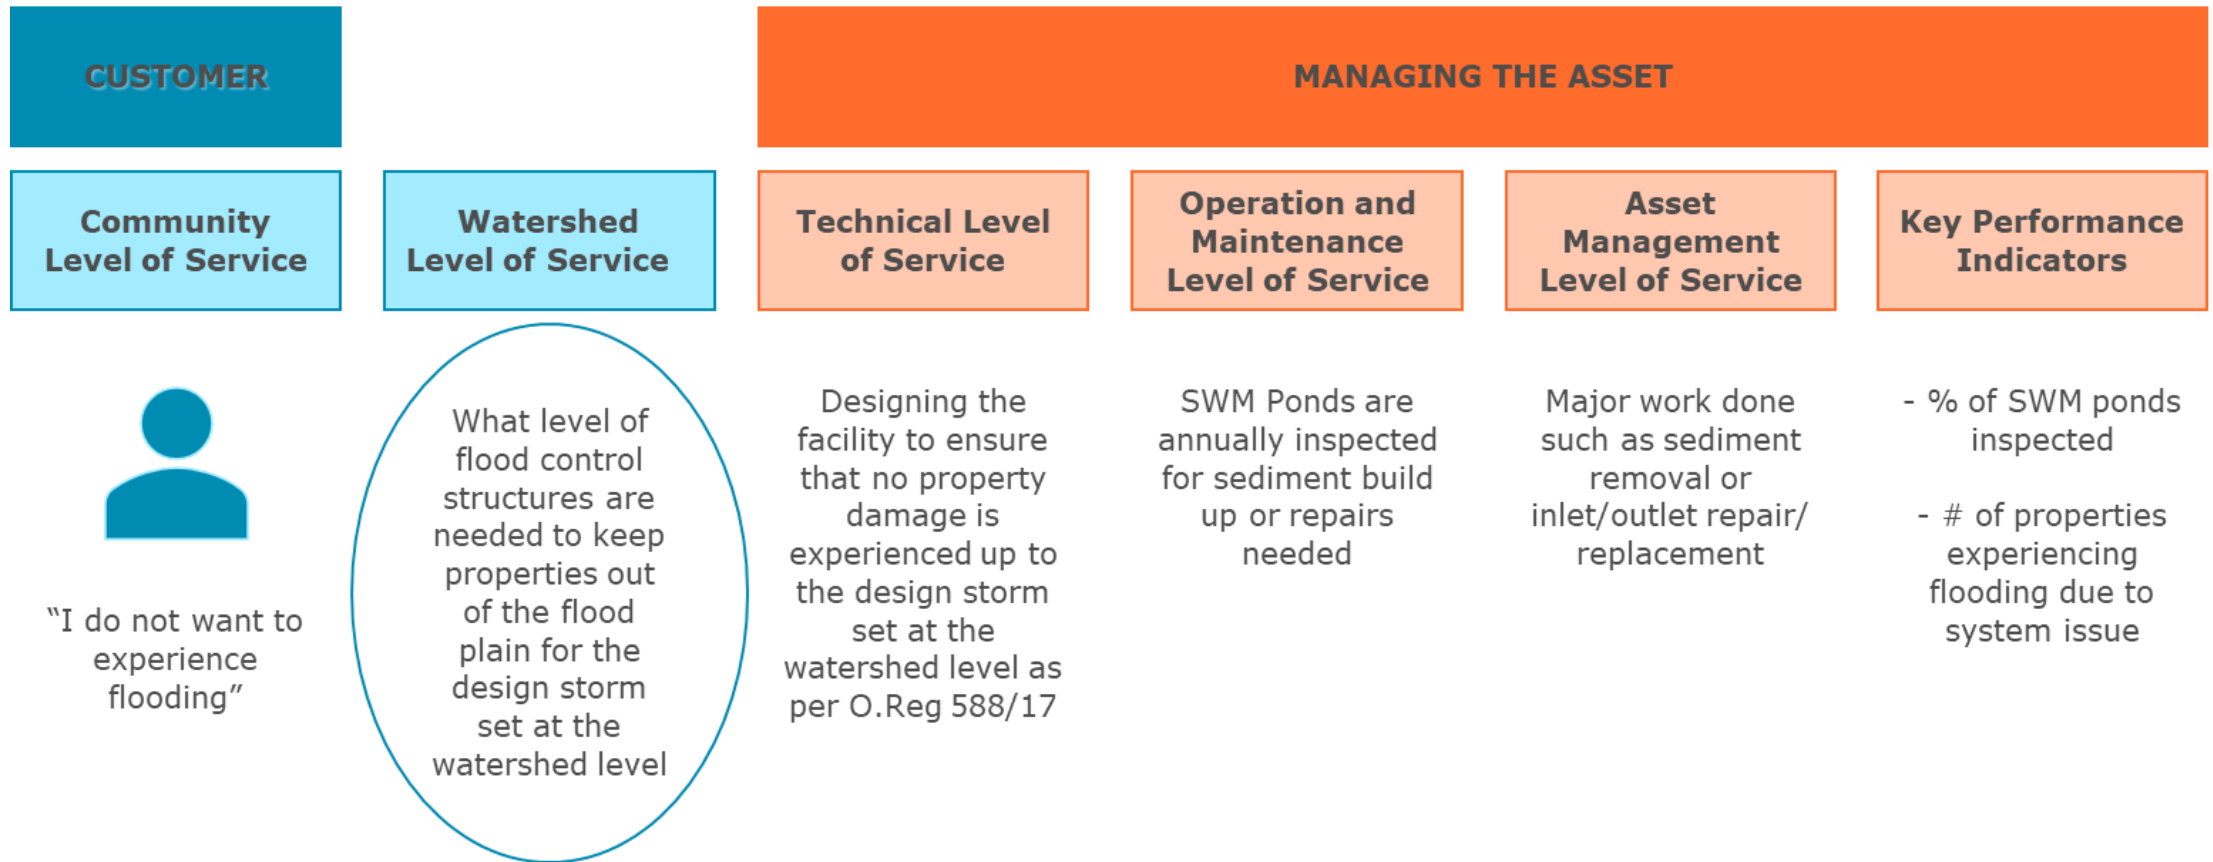 CUSTOMER
MANAGING THE ASSET
Community
Level of Service
Watershed
Level of Service
Technical Level
of Service
Operation and
Maintenance
Level of Service
Asset
Management
Level of Service
Key Performance
Indicators
“I do not want to
experience
flooding”
What level of
flood control
structures are
needed to keep
properties out
of the flood
plain for the
design storm
set at the
watershed level
Designing the
facility to ensure
that no property
damage is
experienced up to
the design storm
set at the
watershed level as
per O.Reg 588/17
SWM Ponds are
annually inspected
for sediment build
up or repairs
needed
Major work done
such as sediment
removal or
inlet/outlet repair/
replacement
- % of SWM ponds
inspected
- # of properties
experiencing
flooding due to
system issue